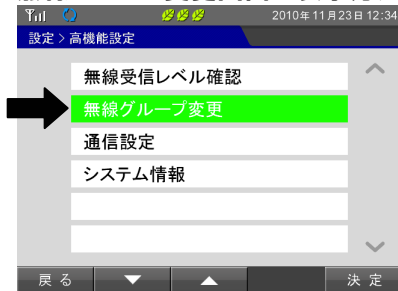 2010年11月23日 12:34
設定 > 高機能設定
無線受信レベル確認
無線グループ変更
通信設定
システム情報
戻る ▼ ▲ 決定